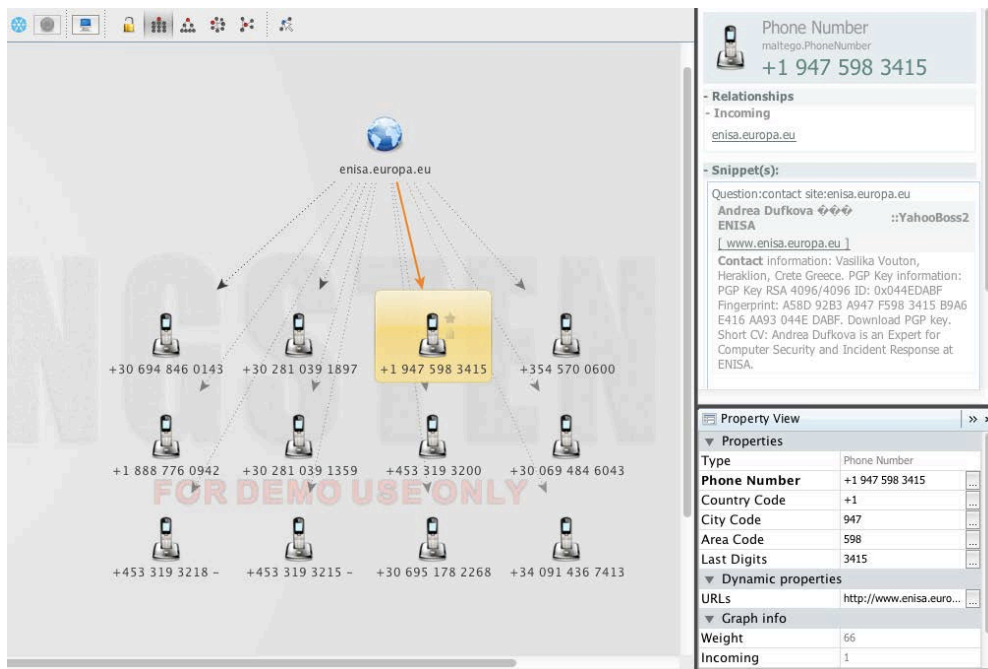 Phone Number
maltego.PhoneNumber
+1 947 598 3415
- Relationships
- Incoming
enisa.europa.eu
- Snippet(s):
Question:contact site:enisa.europa.eu
Andrea Dufkova ��� ENISA ::YahooBoss2
[ www.enisa.europa.eu ]
Contact information: Vasilika Vouton,
Heraklion, Crete Greece. PGP Key information:
PGP Key RSA 4096/4096 ID: 0x044EDABF
Fingerprint: A58D 92B3 A947 F598 3415 B9A6
E416 AA93 044E DABF. Download PGP key.
Short CV: Andrea Dufkova is an Expert for
Computer Security and Incident Response at
ENISA.
enisa.europa.eu
+30 694 846 0143 +30 281 039 1897 +1 947 598 3415 +354 570 0600
+1 888 776 0942 +30 281 039 1359 +453 319 3200 +30 069 484 6043
FOR DEMO USE ONLY
+453 319 3218 – +453 319 3215 – +30 695 178 2268 +34 091 436 7413
Property View
Properties
Type Phone Number
Phone Number +1 947 598 3415
Country Code +1
City Code 947
Area Code 598
Last Digits 3415
Dynamic properties
URLs http://www.enisa.euro...
Graph info
Weight 66
Incoming 1